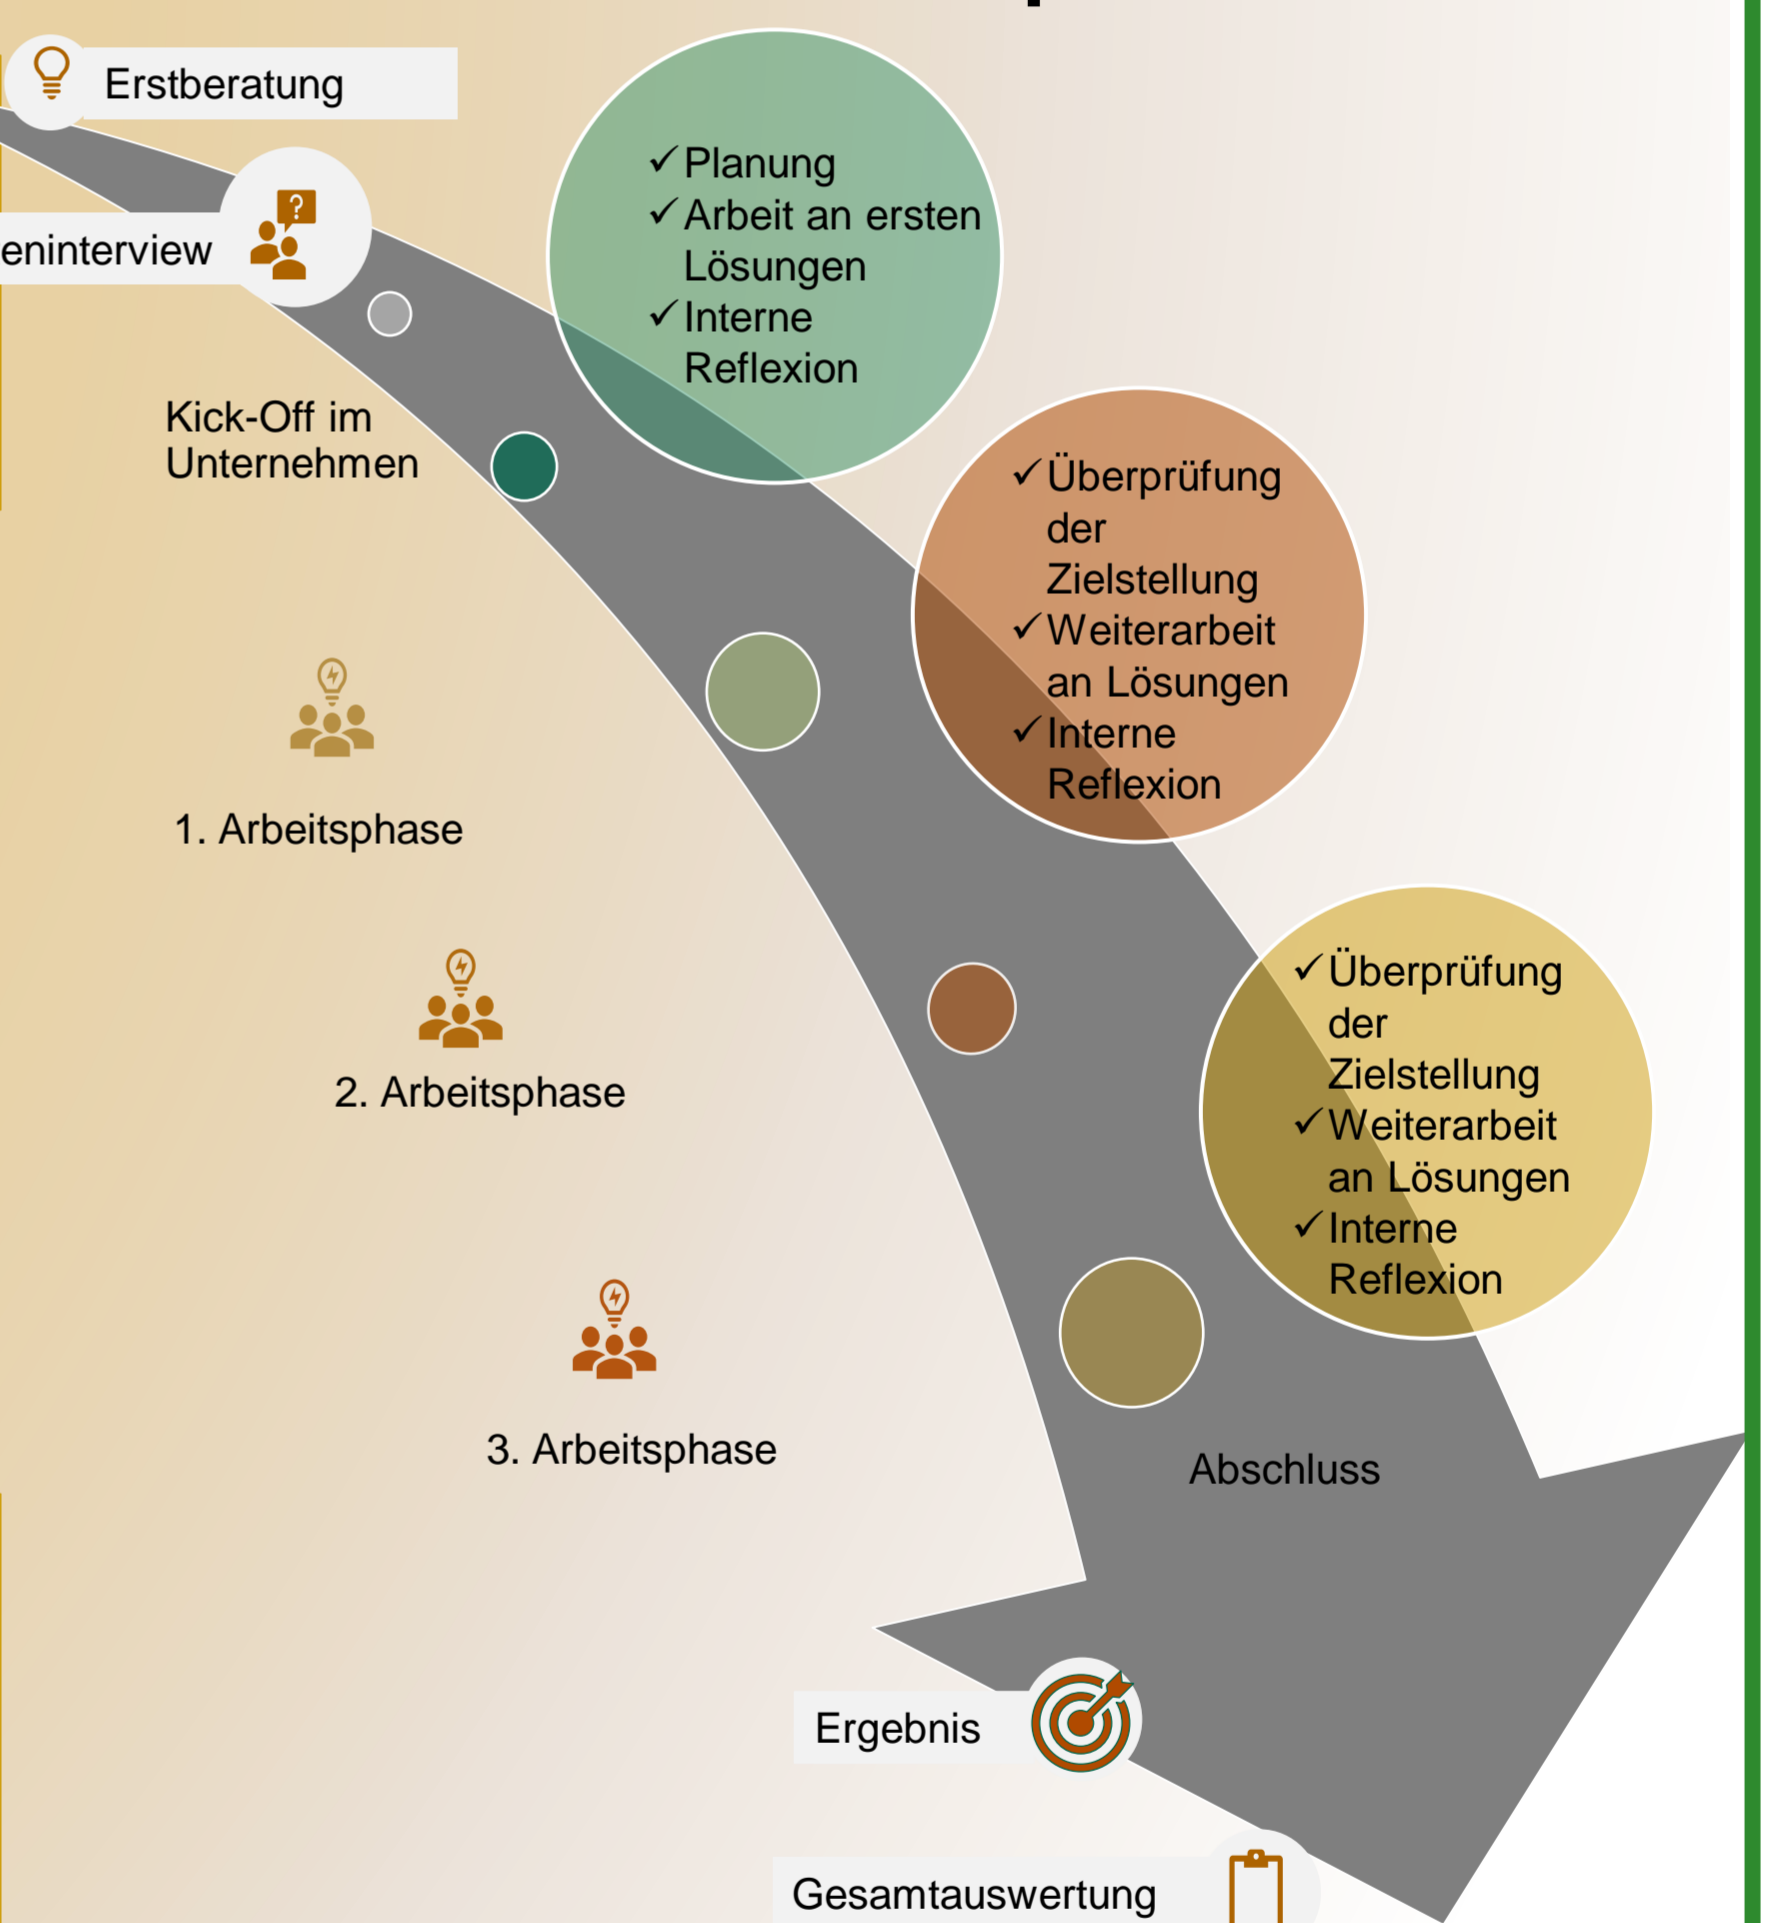 Erstberatung
eninterview
?
✓ Planung
✓ Arbeit an ersten
Lösungen
✓ Interne
Reflexion
Kick-Off im
Unternehmen
✓ Überprüfung
der
Zielstellung
✓ Weiterarbeit
an Lösungen
✓ Interne
Reflexion
1. Arbeitsphase
✓ Überprüfung
der
Zielstellung
✓ Weiterarbeit
an Lösungen
✓ Interne
Reflexion
2. Arbeitsphase
3. Arbeitsphase
Abschluss
Ergebnis
Gesamtauswertung